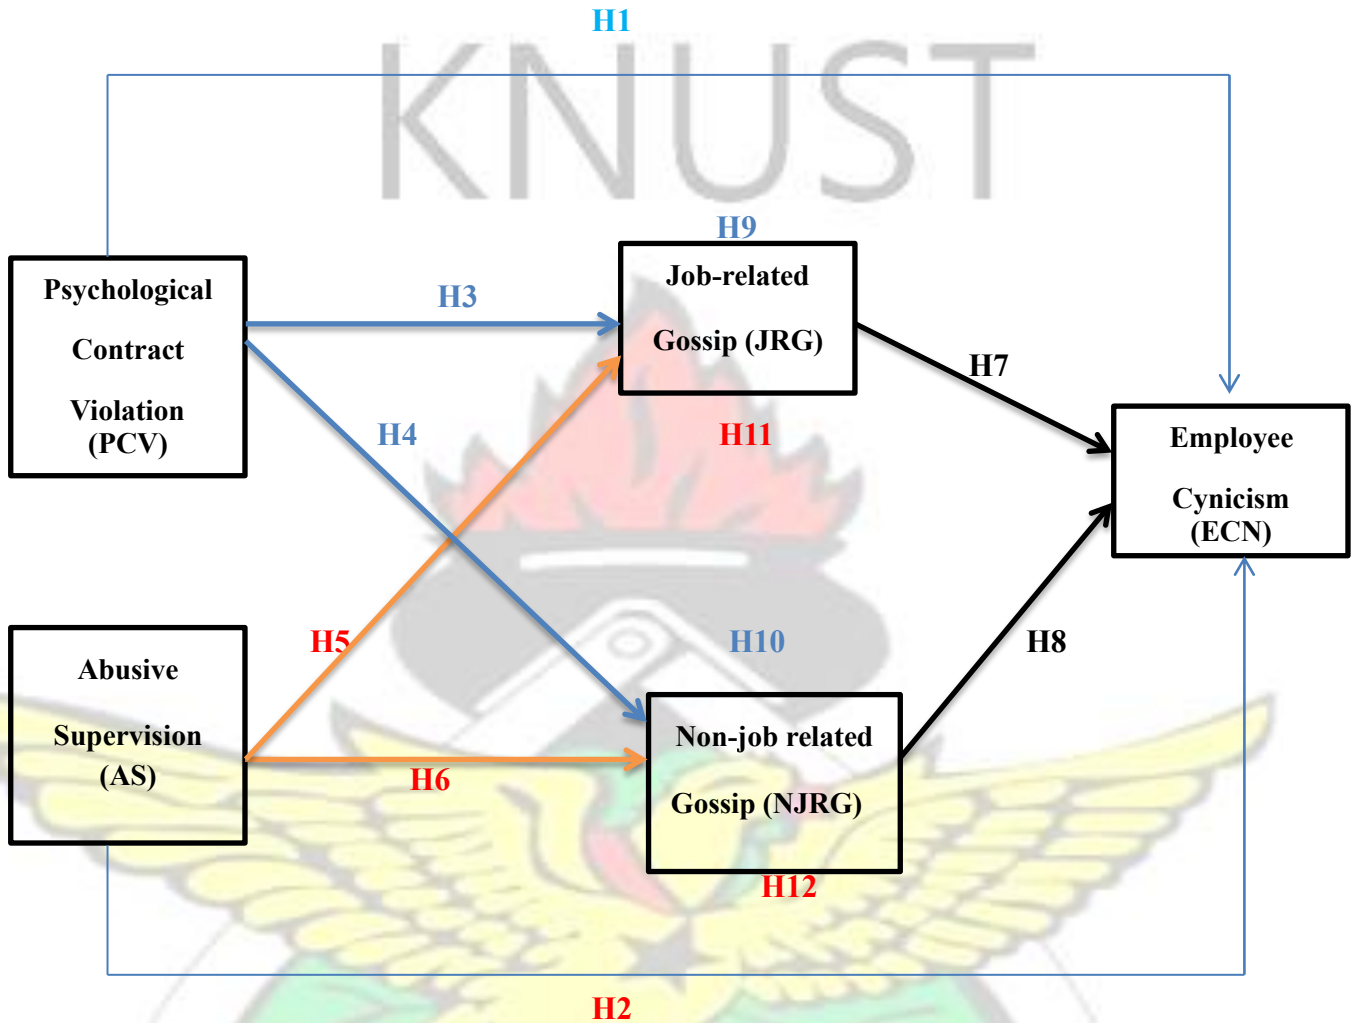 H1
KNUST
H9
Psychological
Contract
Violation
(PCV)
H3
Job-related
Gossip (JRG)
H4
H11
H7
Employee
Cynicism
(ECN)
Abusive
Supervision
(AS)
H5
H6
H10
Non-job related
Gossip (NJRG)
H12
H8
H2